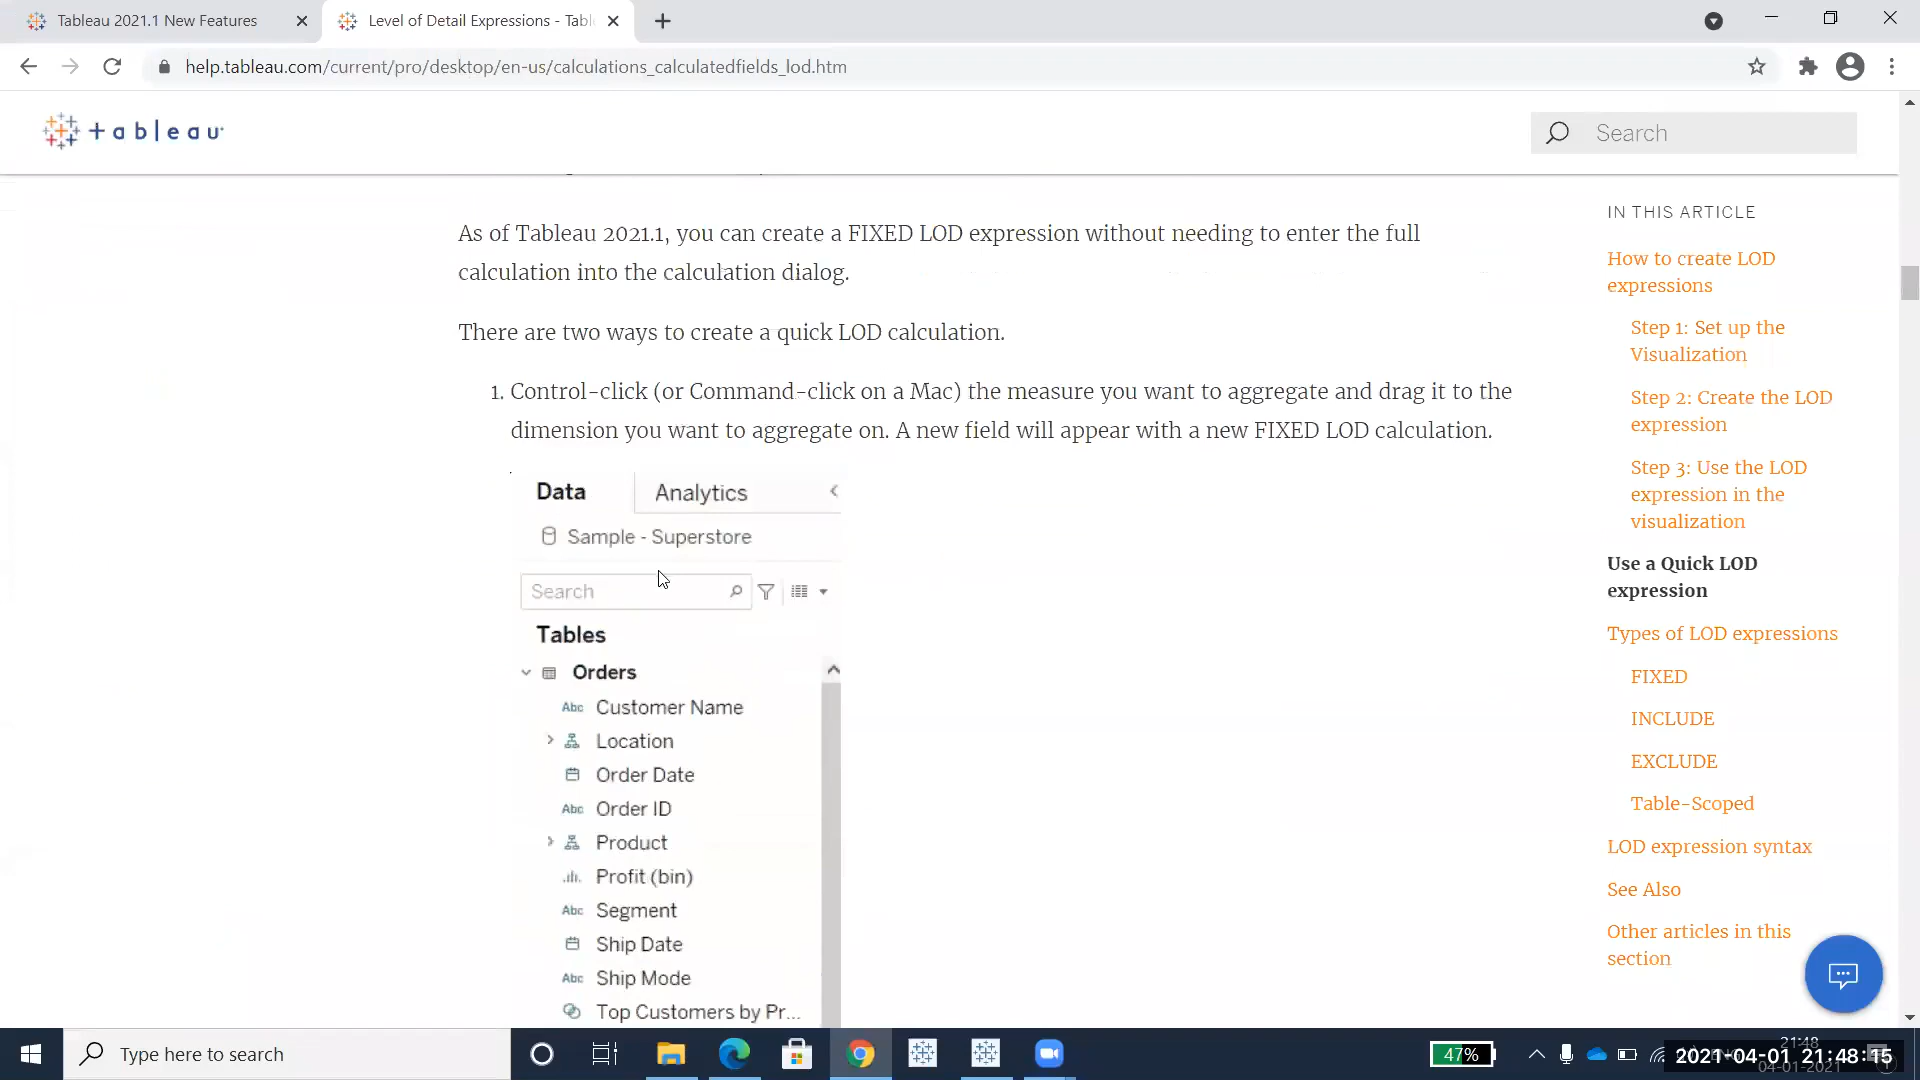 Tableau 2021.1 New Features
Level of Detail Expressions - Tabl
help.tableau.com/current/pro/desktop/en-us/calculations_calculatedfields_lod.htm
+ a b l e a u
Search
As of Tableau 2021.1, you can create a FIXED LOD expression without needing to enter the full
calculation into the calculation dialog.
There are two ways to create a quick LOD calculation.
1. Control-click (or Command-click on a Mac) the measure you want to aggregate and drag it to the
dimension you want to aggregate on. A new field will appear with a new FIXED LOD calculation.
Data
Analytics
Sample - Superstore
Search
Tables
Orders
Abc Customer Name
Location
Order Date
Abc Order ID
Product
Profit (bin)
Abc Segment
Ship Date
Abc Ship Mode
Top Customers by Pr...
IN THIS ARTICLE
How to create LOD
expressions
Step 1: Set up the
Visualization
Step 2: Create the LOD
expression
Step 3: Use the LOD
expression in the
visualization
Use a Quick LOD
expression
Types of LOD expressions
FIXED
INCLUDE
EXCLUDE
Table-Scoped
LOD expression syntax
See Also
Other articles in this
section
Type here to search
47%
21:48
2021-04-01 21:48:15
04-01-2021